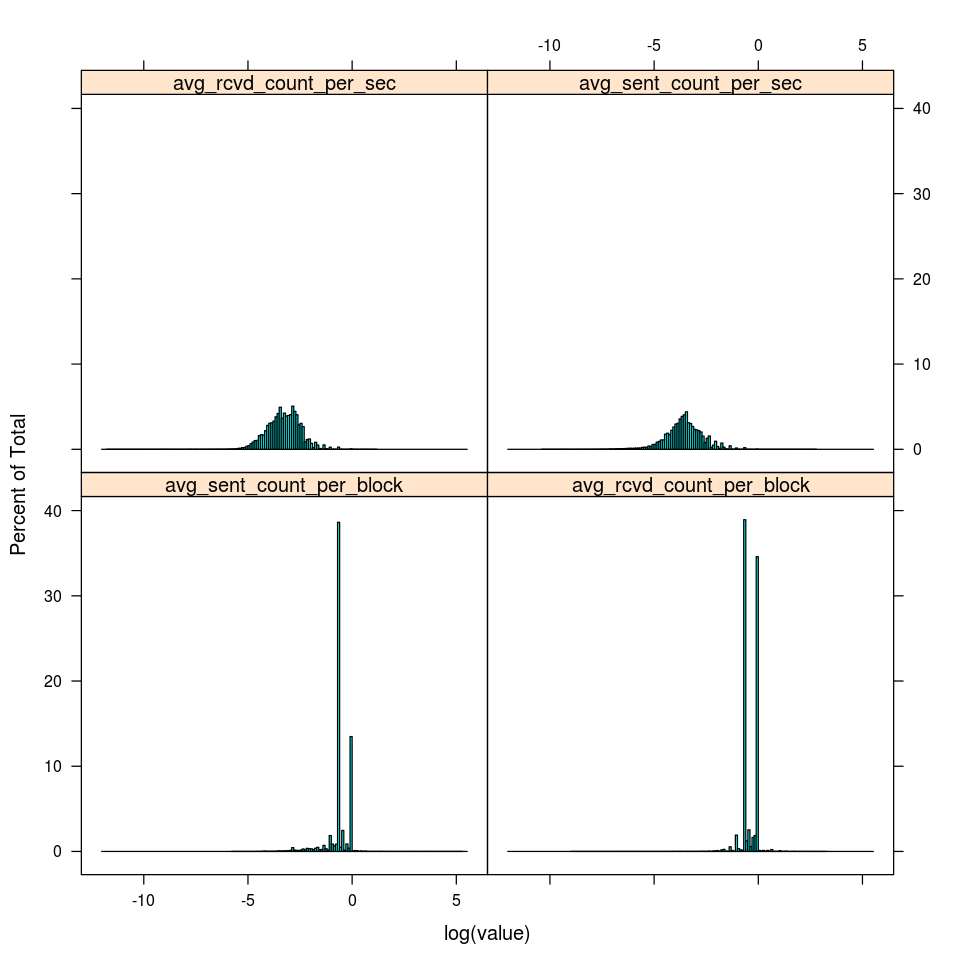 -10 -5 0 5
avg_rcvd_count_per_sec avg_sent_count_per_sec
40
30
20
10
0
avg_sent_count_per_block avg_rcvd_count_per_block
40
30
20
10
0
Percent of Total
-10 -5 0 5
log(value)